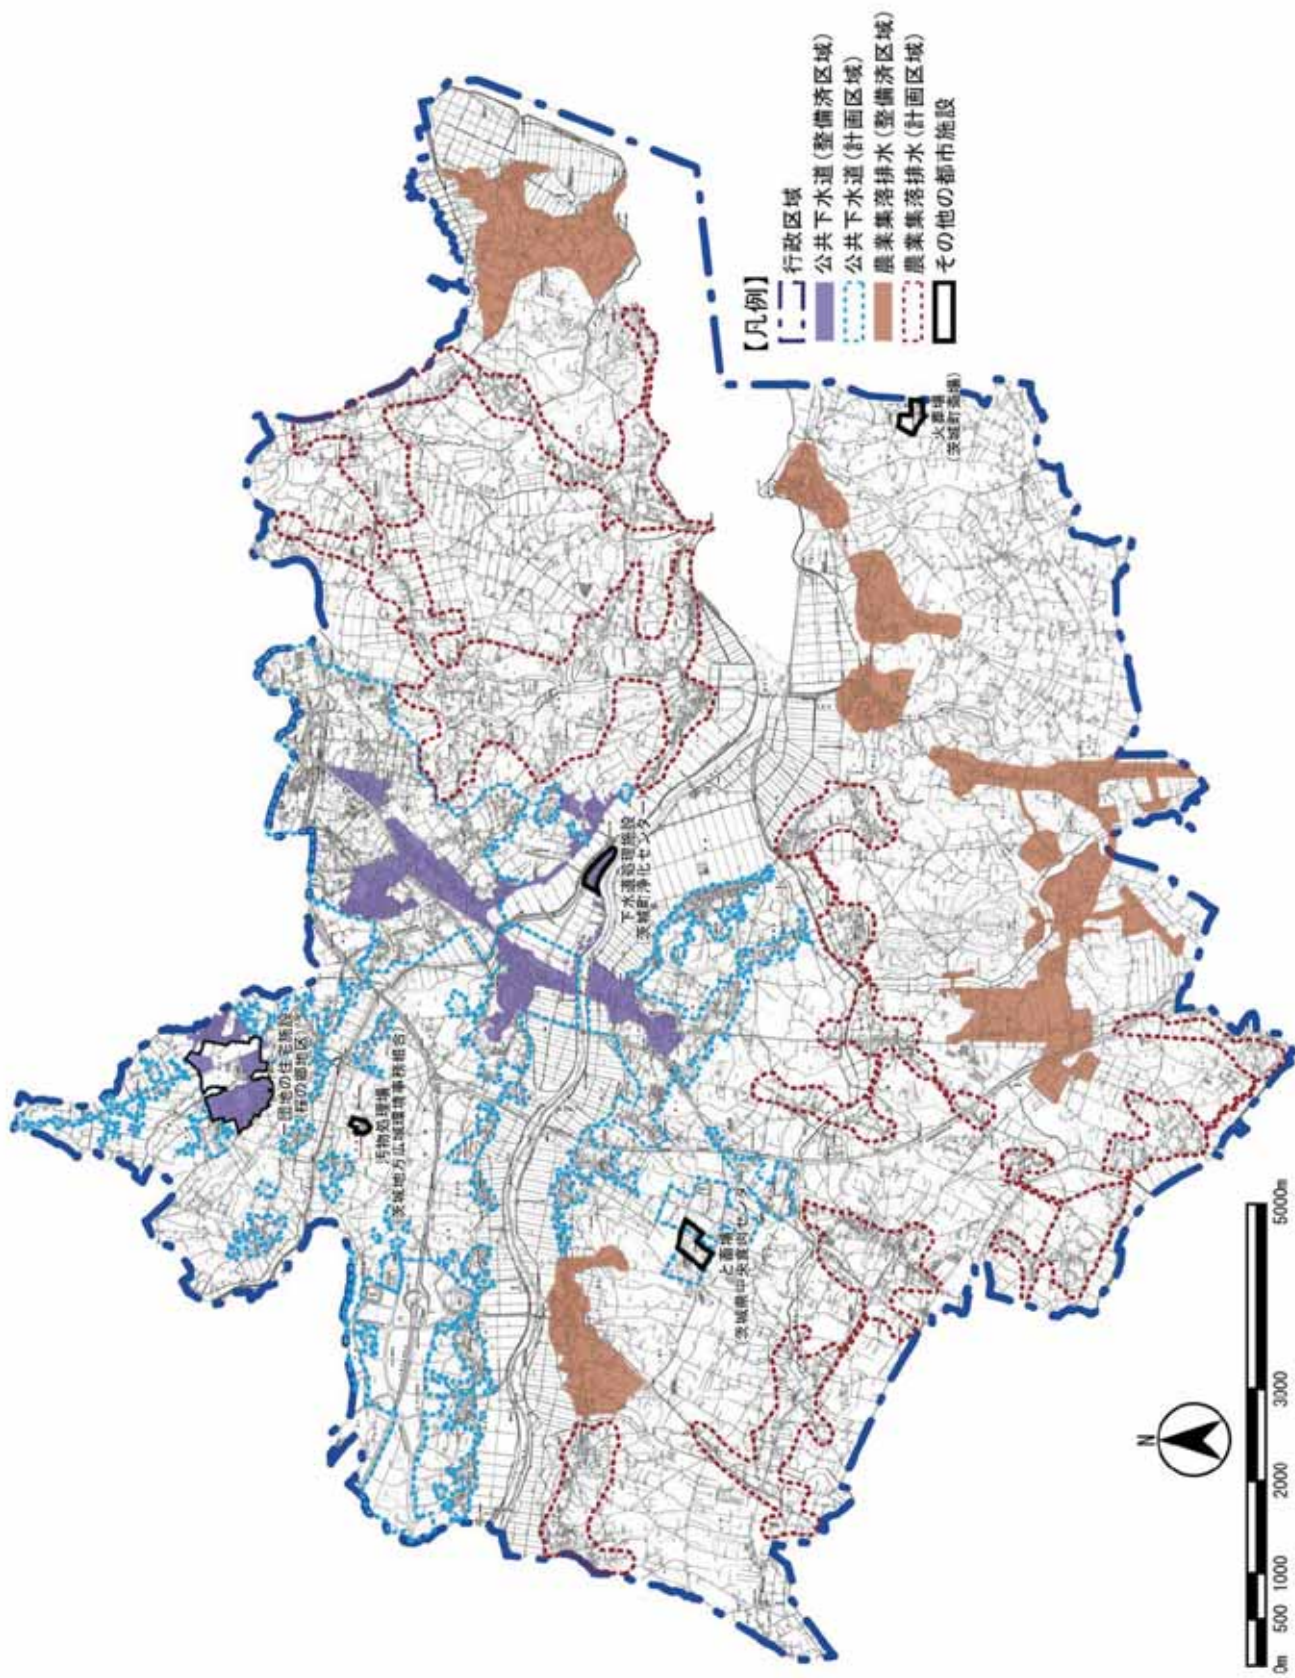 【凡例】
行政区域
公共下水道(整備済区域)
公共下水道(計画区域)
農業集落排水(整備済区域)
農業集落排水(計画区域)
その他の都市施設
一団地の住宅施設
(桜の郷地区)
汚物処理場
(茨城地方広域環境事務組合)
下水道処理施設
茨城町浄化センター
と畜場
(茨城県中央食肉センター)
火葬場
(茨城町斎場)
N
0m 500 1000 2000 3000 5000m